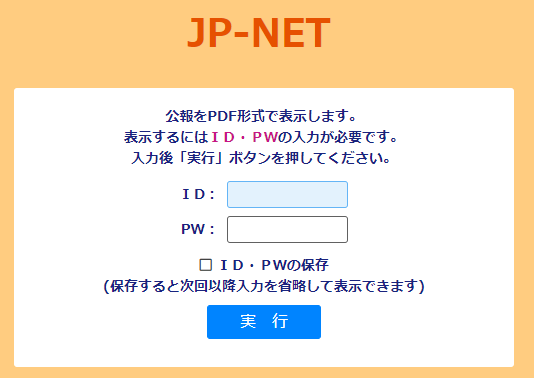 JP-NET
公報をPDF形式で表示します。
表示するにはＩＤ・ＰＷの入力が必要です。
入力後「実行」ボタンを押してください。
ＩＤ：
PW：
ＩＤ・ＰＷの保存
(保存すると次回以降入力を省略して表示できます)
実　行